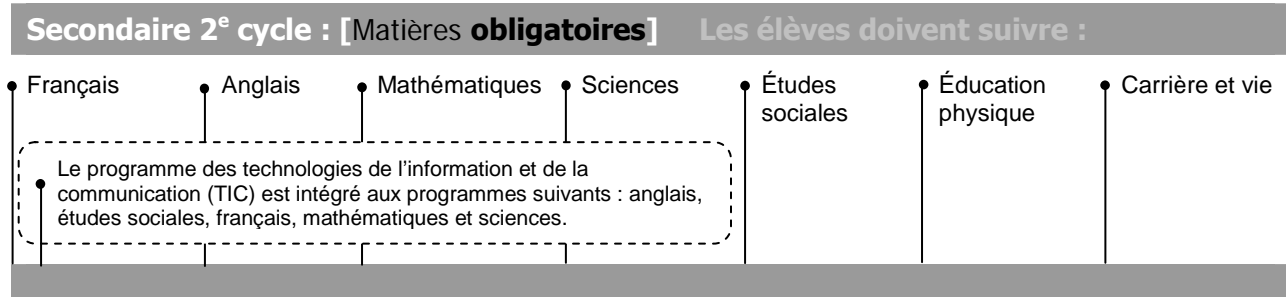 Secondaire 2e cycle : [Matières obligatoires] Les élèves doivent suivre :
Français Anglais Mathématiques Sciences Études sociales Éducation physique Carrière et vie
Le programme des technologies de l'information et de la
communication (TIC) est intégré aux programmes suivants : anglais,
études sociales, français, mathématiques et sciences.